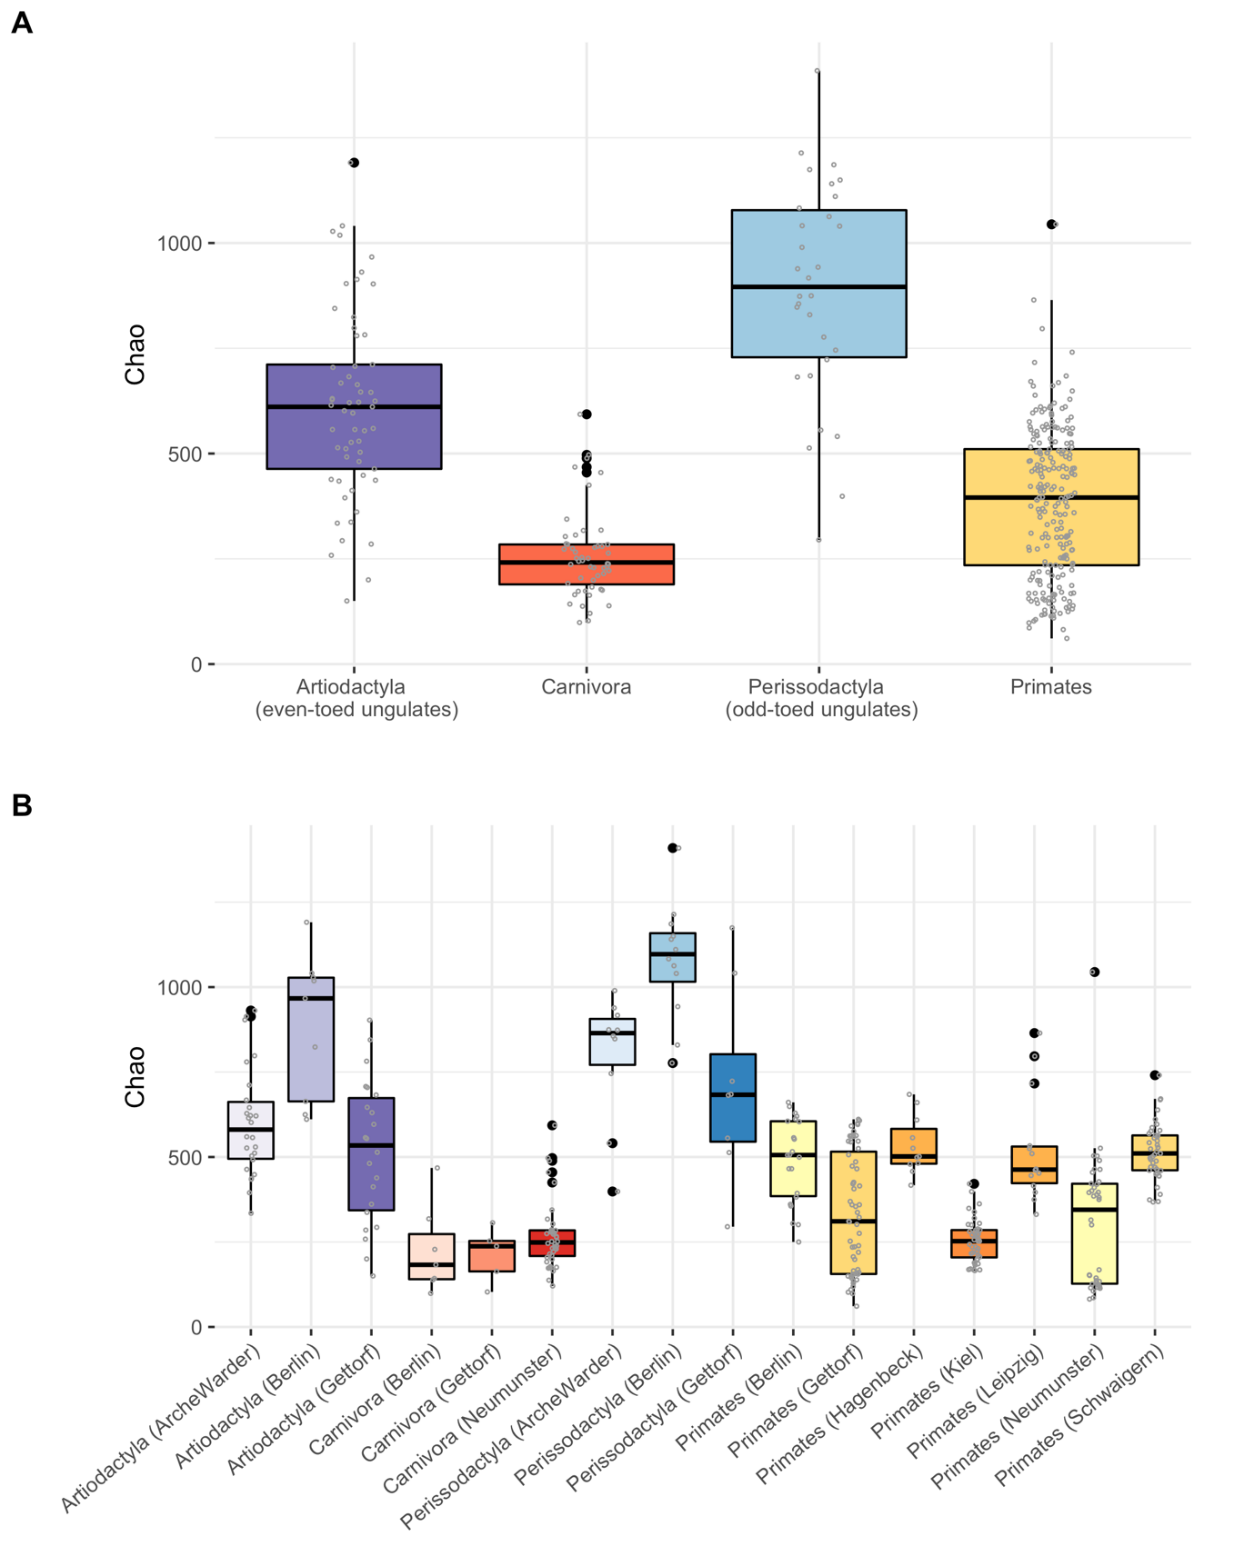 A
Chao
1000
500
0
Artiodactyla
(even-toed ungulates)
Carnivora
Perissodactyla
(odd-toed ungulates)
Primates
B
Chao
1000
500
0
Artiodactyla (ArcheWarder)
Artiodactyla (Berlin)
Artiodactyla (Gettorf)
Carnivora (Berlin)
Carnivora (Gettorf)
Carnivora (Neumunster)
Perissodactyla (ArcheWarder)
Perissodactyla (Berlin)
Perissodactyla (Gettorf)
Primates (Berlin)
Primates (Gettorf)
Primates (Hagenbeck)
Primates (Kiel)
Primates (Leipzig)
Primates (Neumunster)
Primates (Schwaigern)